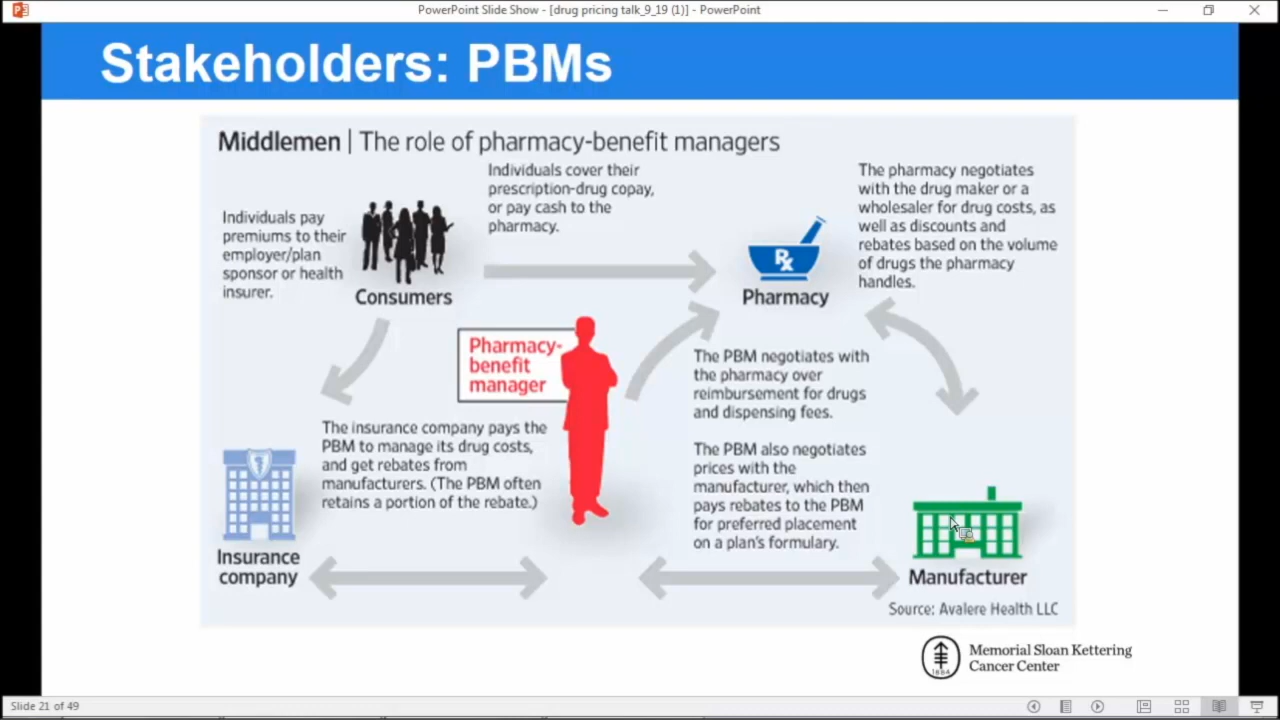 PowerPoint Slide Show - [drug pricing talk_9_19 (1)] - PowerPoint
Stakeholders: PBMs
Middlemen | The role of pharmacy-benefit managers
Individuals pay
premiums to their
employer/plan
sponsor or health
insurer.
Consumers
Individuals cover their
prescription-drug copay,
or pay cash to the
pharmacy.
Rx
Pharmacy
The pharmacy negotiates
with the drug maker or a
wholesaler for drug costs, as
well as discounts and
rebates based on the volume
of drugs the pharmacy
handles.
Pharmacy-
benefit
manager
The PBM negotiates with
the pharmacy over
reimbursement for drugs
and dispensing fees.
The insurance company pays the
PBM to manage its drug costs,
and get rebates from
manufacturers. (The PBM often
retains a portion of the rebate.)
The PBM also negotiates
prices with the
manufacturer, which then
pays rebates to the PBM
for preferred placement
on a plan's formulary.
Insurance
company
Manufacturer
Source: Avalere Health LLC
1884
Memorial Sloan Kettering
Cancer Center
Slide 21 of 49